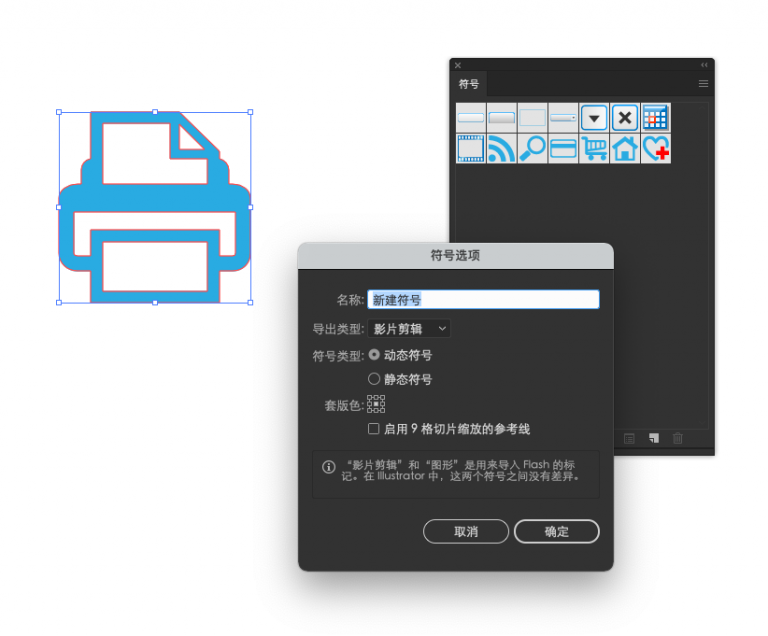 符号
符号选项
名称: 新建符号
导出类型: 影片剪辑
符号类型: 动态符号
静态符号
套版色:
启用 9 格切片缩放的参考线
“影片剪辑”和“图形”是用来导入 Flash 的标
记。在 Illustrator 中，这两个符号之间没有差异。
取消 确定